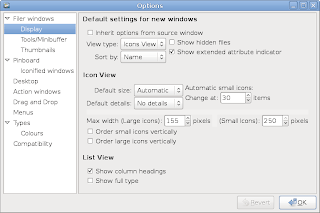 Options
Filer windows
Display
Tools/Minibuffer
Thumbnails
Pinboard
Iconified windows
Desktop
Action windows
Drag and Drop
Menus
Types
Colours
Compatibility
Default settings for new windows
Inherit options from source window
View type: Icons View Show hidden files
Sort by: Name Show extended attribute indicator
Icon View
Default size: Automatic Automatic small icons:
Default details: No details Change at: 30 items
Max width (Large icons): 155 pixels (Small icons): 250 pixels
Order small icons vertically
Order large icons vertically
List View
Show column headings
Show full type
Revert OK